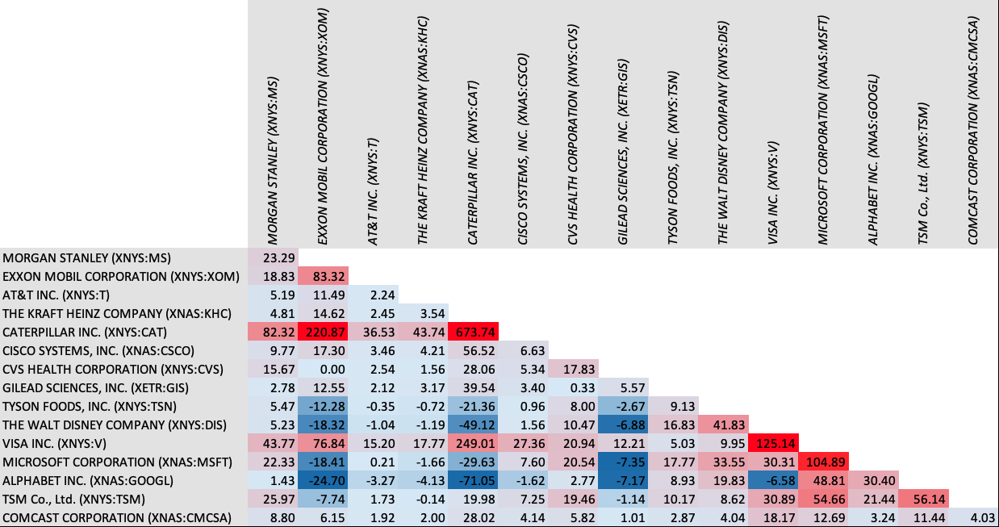 MORGAN STANLEY (XNYS:MS)
EXXON MOBIL CORPORATION (XNYS:XOM)
AT&T INC. (XNYS:T)
THE KRAFT HEINZ COMPANY (XNAS:KHC)
CATERPILLAR INC. (XNYS:CAT)
CISCO SYSTEMS, INC. (XNAS:CSCO)
CVS HEALTH CORPORATION (XNYS:CVS)
GILEAD SCIENCES, INC. (XETR:GIS)
TYSON FOODS, INC. (XNYS:TSN)
THE WALT DISNEY COMPANY (XNYS:DIS)
VISA INC. (XNYS:V)
MICROSOFT CORPORATION (XNAS:MSFT)
ALPHABET INC. (XNAS:GOOGL)
TSM Co., Ltd. (XNYS:TSM)
COMCAST CORPORATION (XNAS:CMCSA)
MORGAN STANLEY (XNYS:MS) 23.29
EXXON MOBIL CORPORATION (XNYS:XOM) 18.83 83.32
AT&T INC. (XNYS:T) 5.19 11.49 2.24
THE KRAFT HEINZ COMPANY (XNAS:KHC) 4.81 14.62 2.45 3.54
CATERPILLAR INC. (XNYS:CAT) 82.32 220.87 36.53 43.74 673.74
CISCO SYSTEMS, INC. (XNAS:CSCO) 9.77 17.30 3.46 4.21 56.52 6.63
CVS HEALTH CORPORATION (XNYS:CVS) 15.67 0.00 2.54 1.56 28.06 5.34 17.83
GILEAD SCIENCES, INC. (XETR:GIS) 2.78 12.55 2.12 3.17 39.54 3.40 0.33 5.57
TYSON FOODS, INC. (XNYS:TSN) 5.47 -12.28 -0.35 -0.72 -21.36 0.96 8.00 -2.67 9.13
THE WALT DISNEY COMPANY (XNYS:DIS) 5.23 -18.32 -1.04 -1.19 -49.12 1.56 10.47 -6.88 16.83 41.83
VISA INC. (XNYS:V) 43.77 76.84 15.20 17.77 249.01 27.36 20.94 12.21 5.03 9.95 125.14
MICROSOFT CORPORATION (XNAS:MSFT) 22.33 -18.41 0.21 -1.66 -29.63 7.60 20.54 -7.35 17.77 33.55 30.31 104.89
ALPHABET INC. (XNAS:GOOGL) 1.43 -24.70 -3.27 -4.13 -71.05 -1.62 2.77 -7.17 8.93 19.83 -6.58 48.81 30.40
TSM Co., Ltd. (XNYS:TSM) 25.97 -7.74 1.73 -0.14 19.98 7.25 19.46 -1.14 10.17 8.62 30.89 54.66 21.44 56.14
COMCAST CORPORATION (XNAS:CMCSA) 8.80 6.15 1.92 2.00 28.02 4.14 5.82 1.01 2.87 4.04 18.17 12.69 3.24 11.44 4.03